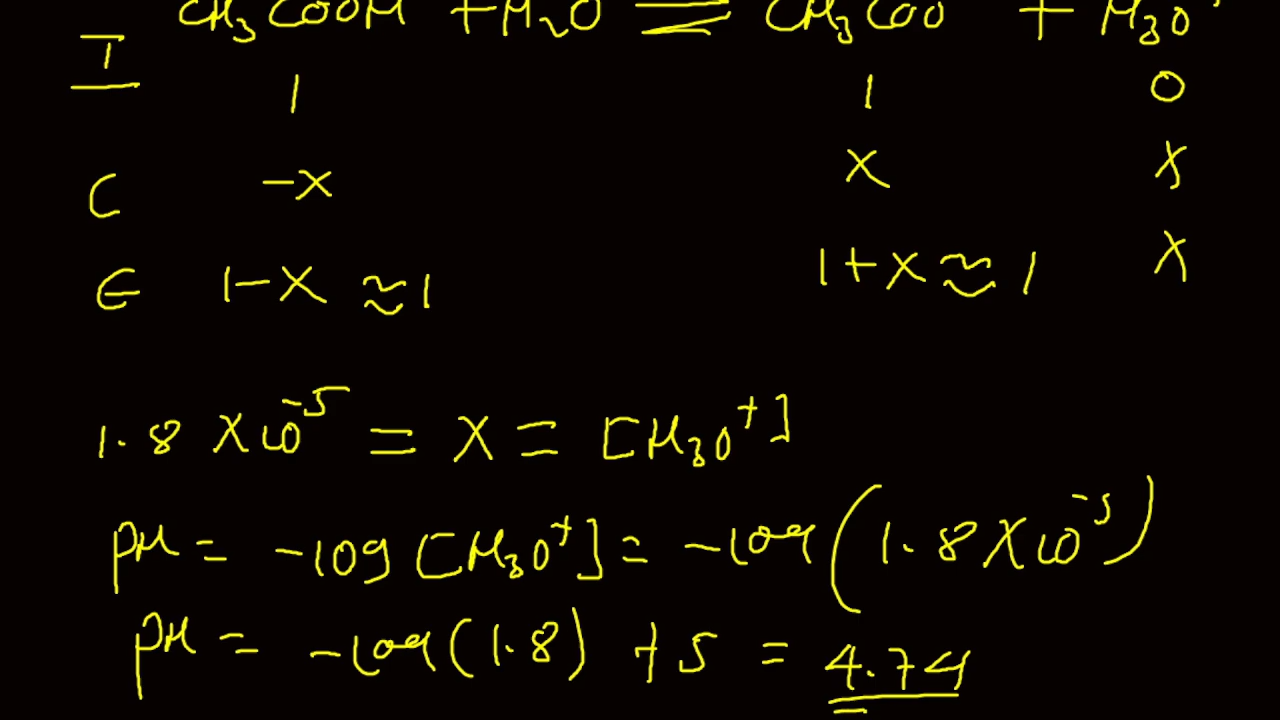 CH₃COOH + H₂O ⇌ CH₃COO + H₃O⁺
I 1 1 0
C -x x x
E 1-x ≈ 1 1+x ≈ 1 x
1.8 x 10⁻⁵ = x = [H₃O⁺]
pH = -log [H₃O⁺] = -log (1.8 x 10⁻⁵)
pH = -log (1.8) + 5 = 4.74